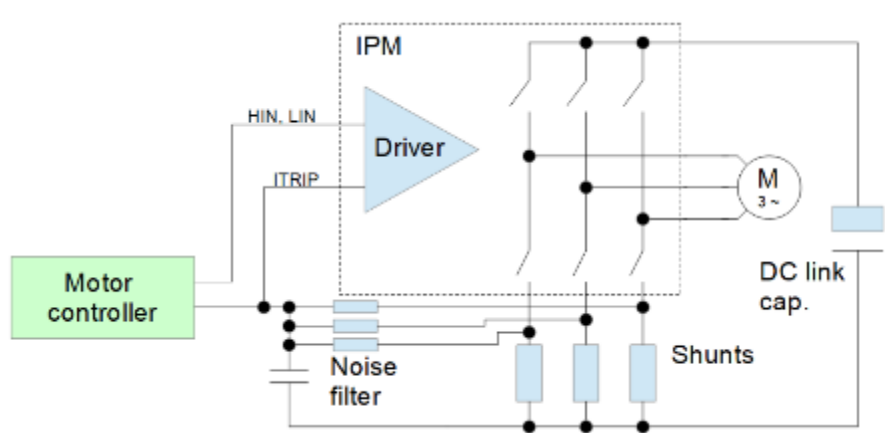 IPM
HIN, LIN
Driver
ITRIP
M
3 ~
DC link
cap.
Motor
controller
Noise
filter
Shunts